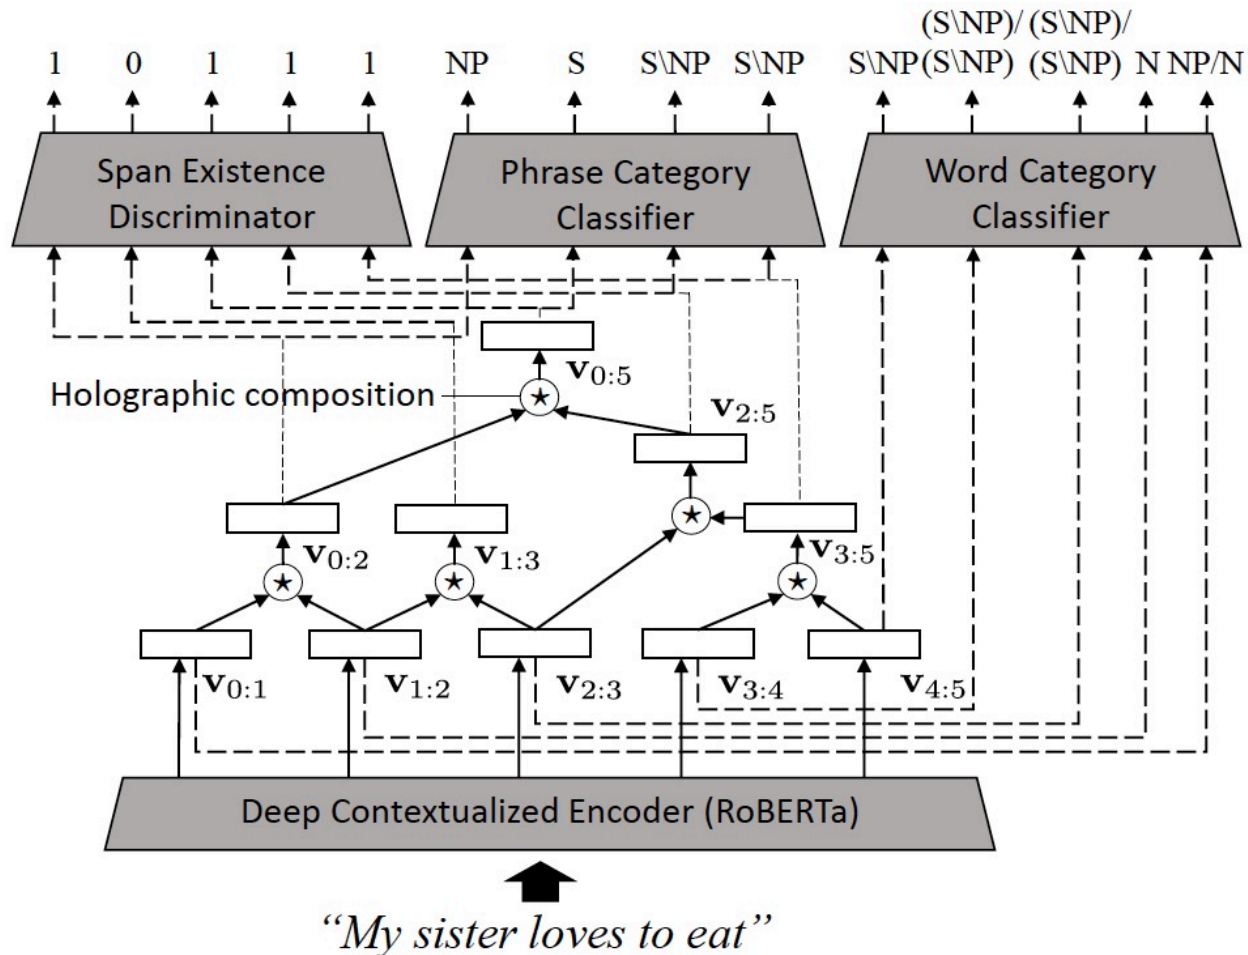 (S\NP)/ (S\NP)/
1 0 1 1 1 NP S S\NP S\NP S\NP (S\NP) (S\NP) N NP/N
Span Existence
Discriminator
Phrase Category
Classifier
Word Category
Classifier
v0:5
Holographic composition
v2:5
v0:2 v1:3 v3:5
v0:1 v1:2 v2:3 v3:4 v4:5
Deep Contextualized Encoder (RoBERTa)
“My sister loves to eat”